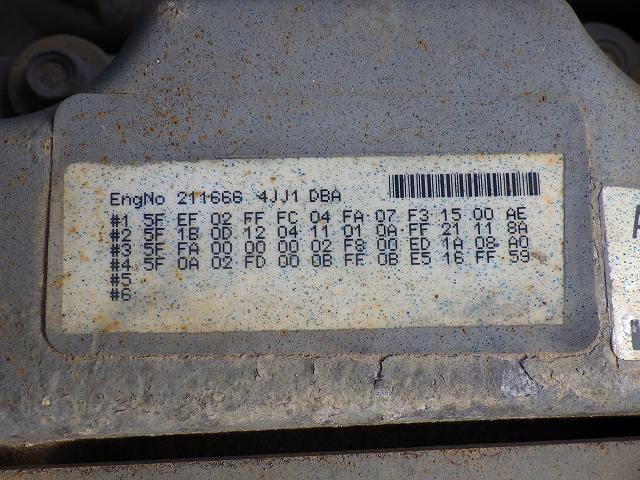 EngNo 211666 4JJ1 DBA
#1 5F EF 02 FF FC 04 FA 07 F3 15 00 AE
#2 5F 1B 0D 12 04 11 01 0A FF 21 11 8A
#3 5F FA 00 00 00 02 F8 00 ED 1A 08 A0
#4 5F 0A 02 FD 00 0B FF 0B E5 16 FF 59
#5
#6